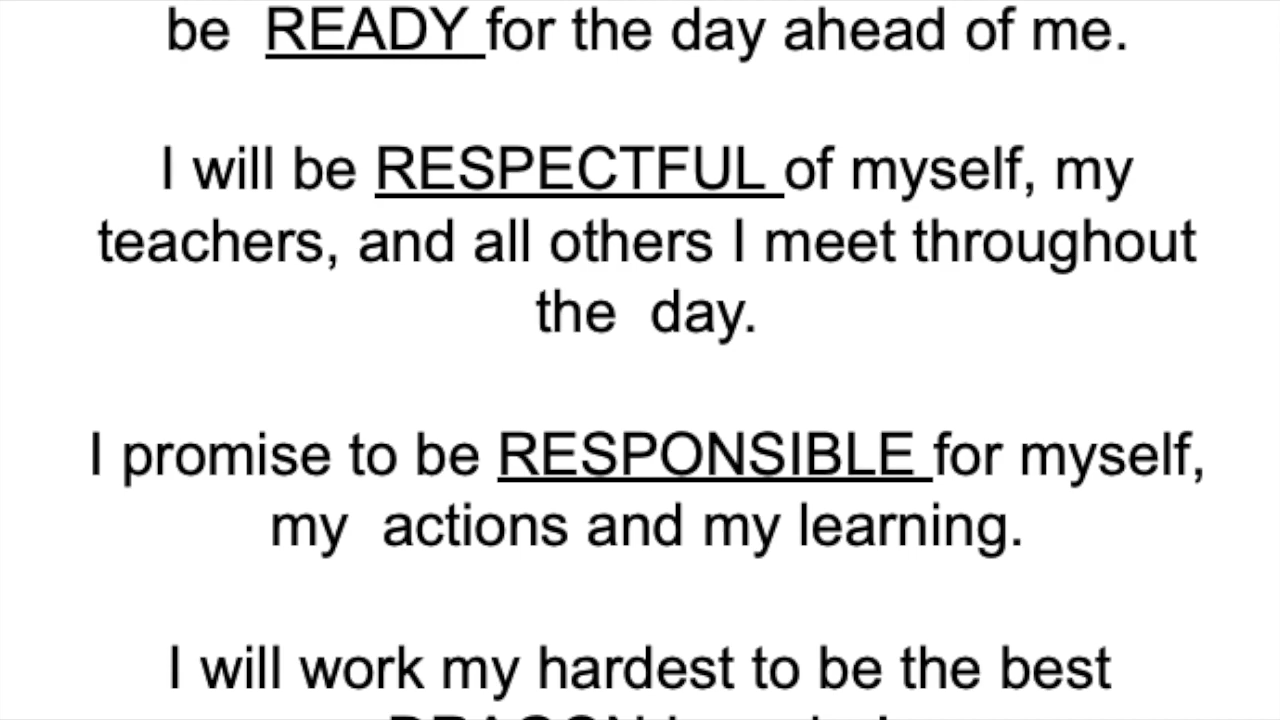 be  READY for the day ahead of me.
I will be RESPECTFUL of myself, my
teachers, and all others I meet throughout
the  day.
I promise to be RESPONSIBLE for myself,
my  actions and my learning.
I will work my hardest to be the best
DRAGON